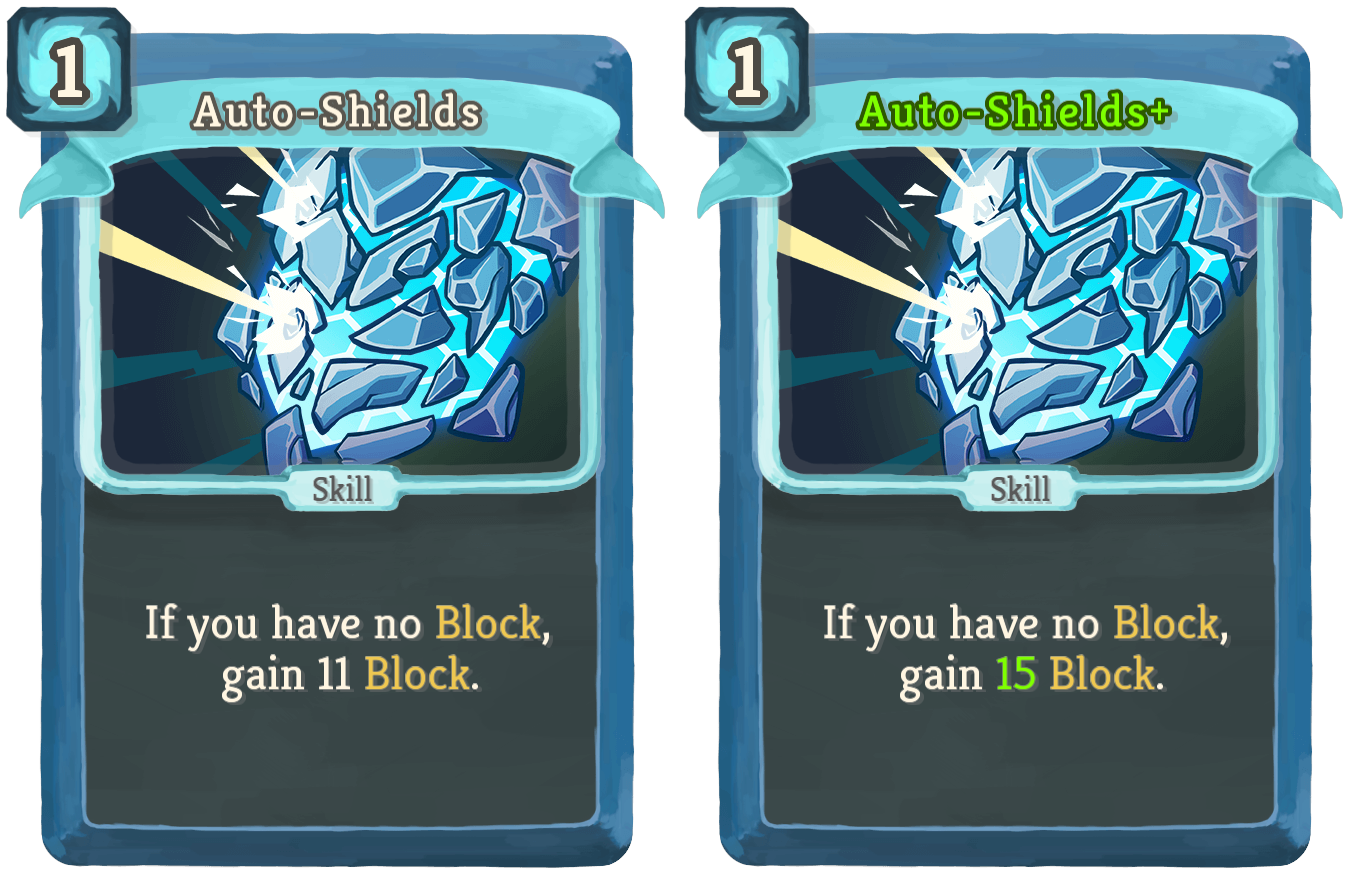 1
Auto-Shields
Skill
If you have no Block,
gain 11 Block.
1
Auto-Shields+
Skill
If you have no Block,
gain 15 Block.